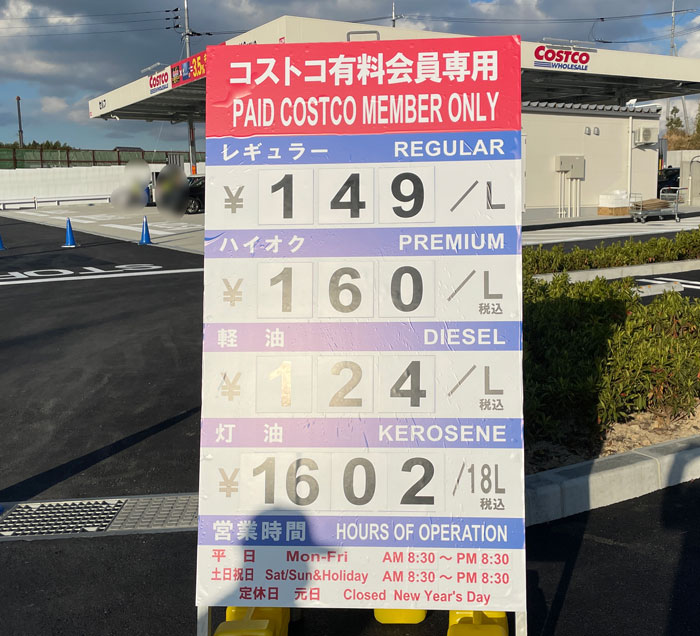 COSTCO
WHOLESALE
COSTCO
WHOLESALE
コストコ有料会員専用
PAID COSTCO MEMBER ONLY
レギュラー REGULAR
¥ 149 /L
ハイオク PREMIUM
¥ 160 /L
税込
軽油 DIESEL
¥ 124 /L
税込
灯油 KEROSENE
¥ 1602 /18L
税込
営業時間 HOURS OF OPERATION
平日 Mon-Fri AM 8:30 〜 PM 8:30
土日祝日 Sat/Sun&Holiday AM 8:30 〜 PM 8:30
定休日 元日 Closed New Year's Day
STOP